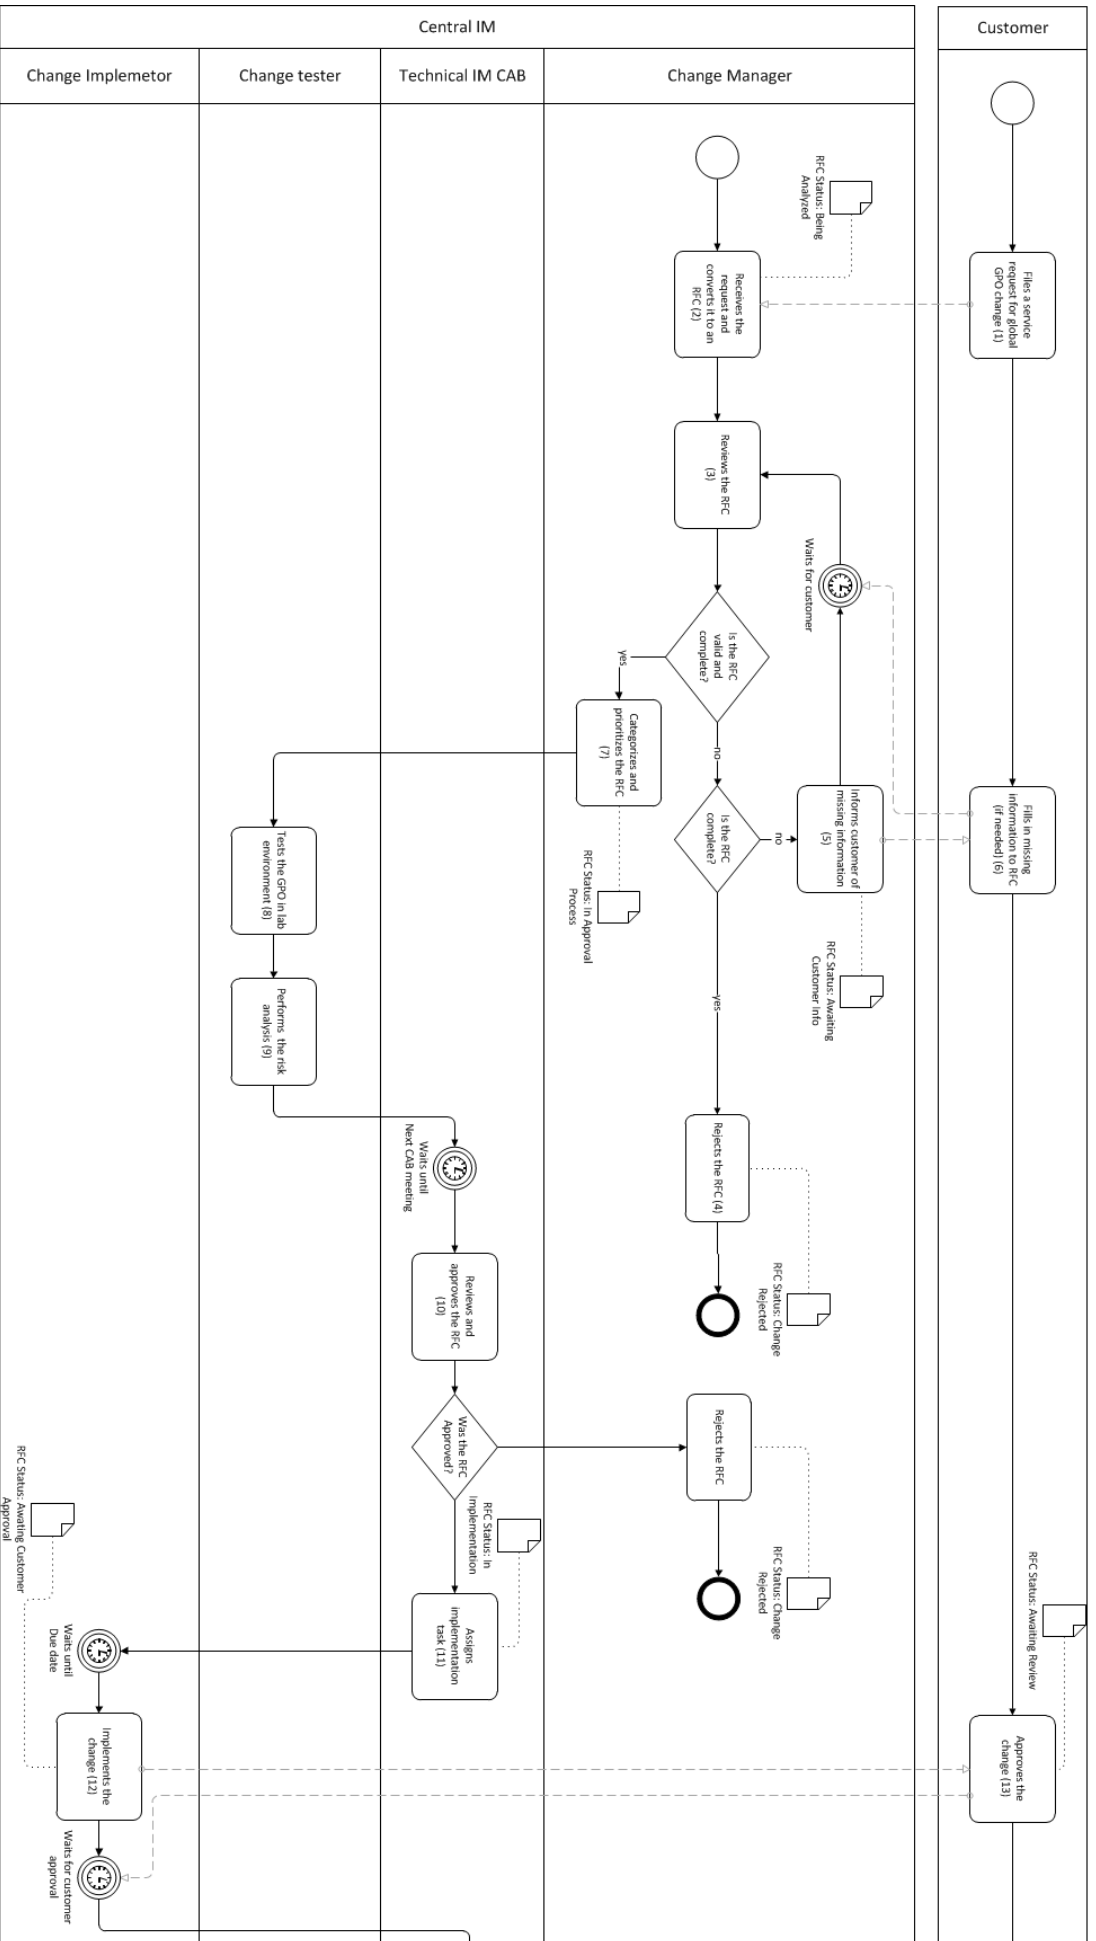 Central IM
Customer
Change Implemetor
Change tester
Technical IM CAB
Change Manager
RFC Status: Being
Analyzed
Files a service
request for global
GPO change (1)
Receives the
request and
converts it to an
RFC (2)
Reviews the RFC
(3)
Waits for customer
Is the RFC
valid and
complete?
yes
no
Categorizes and
prioritizes the RFC
(7)
Is the RFC
complete?
no
Informs customer of
missing information
(5)
Fills in missing
information to RFC
(if needed) (6)
Tests the GPO in lab
environment (8)
RFC Status: In Approval
Process
RFC Status: Awaiting
Customer Info
Performs the risk
analysis (9)
yes
Waits until
Next CAB meeting
Rejects the RFC (4)
RFC Status: Change
Rejected
Reviews and
approves the RFC
(10)
Was the RFC
Approved?
Rejects the RFC
RFC Status: In
Implementation
RFC Status: Change
Rejected
RFC Status: Awating Customer
Approval
RFC Status: Awaiting Review
Assigns
implementation
task (11)
Waits until
Due date
Implements the
change (12)
Approves the
change (13)
Waits for customer
approval